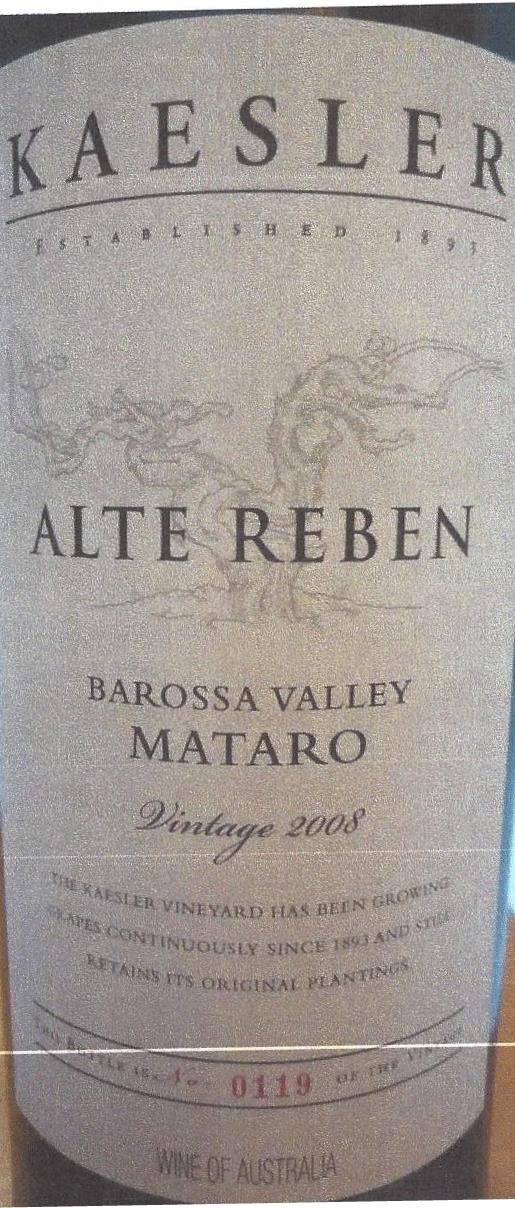 KAESLER
ESTABLISHED 1893
ALTE REBEN
BAROSSA VALLEY
MATARO
Vintage 2008
THE KAESLER VINEYARD HAS BEEN GROWING
GRAPES CONTINUOUSLY SINCE 1893 AND STILL
RETAINS ITS ORIGINAL PLANTINGS
THIS BOTTLE IS No 0119 OF THE VINTAGE
WINE OF AUSTRALIA